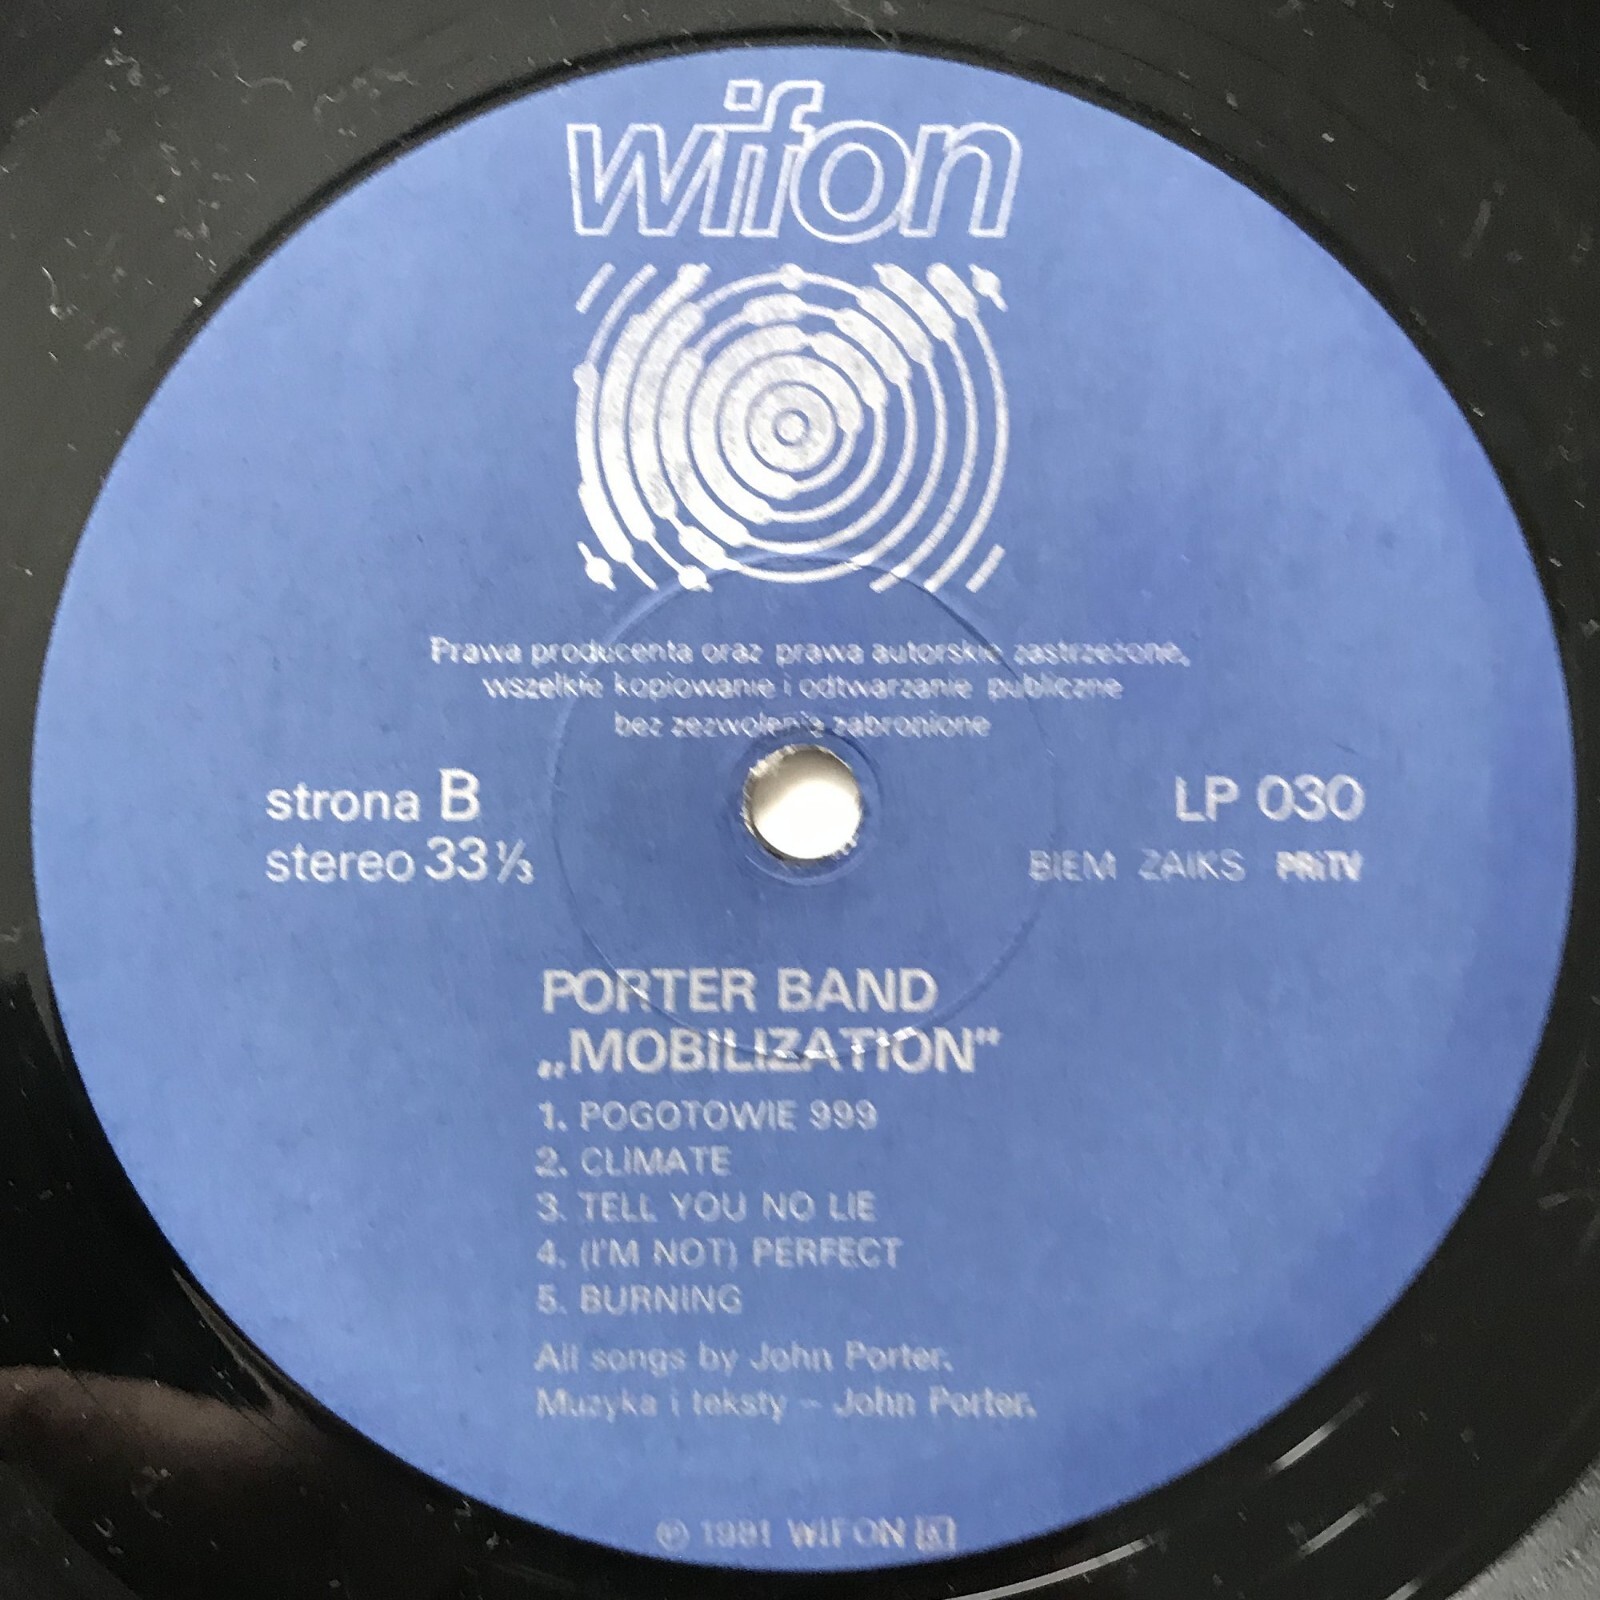 wifon
Prawa producenta oraz prawa autorskie zastrzeżone,
wszelkie kopiowanie i odtwarzanie publiczne
bez zezwolenia zabronione
strona B
stereo 33 ⅓
LP 030
BIEM ZAIKS PRiTV
PORTER BAND
„MOBILIZATION”
1. POGOTOWIE 999
2. CLIMATE
3. TELL YOU NO LIE
4. (I'M NOT) PERFECT
5. BURNING
All songs by John Porter.
Muzyka i teksty – John Porter.
℗ 1981 WIFON